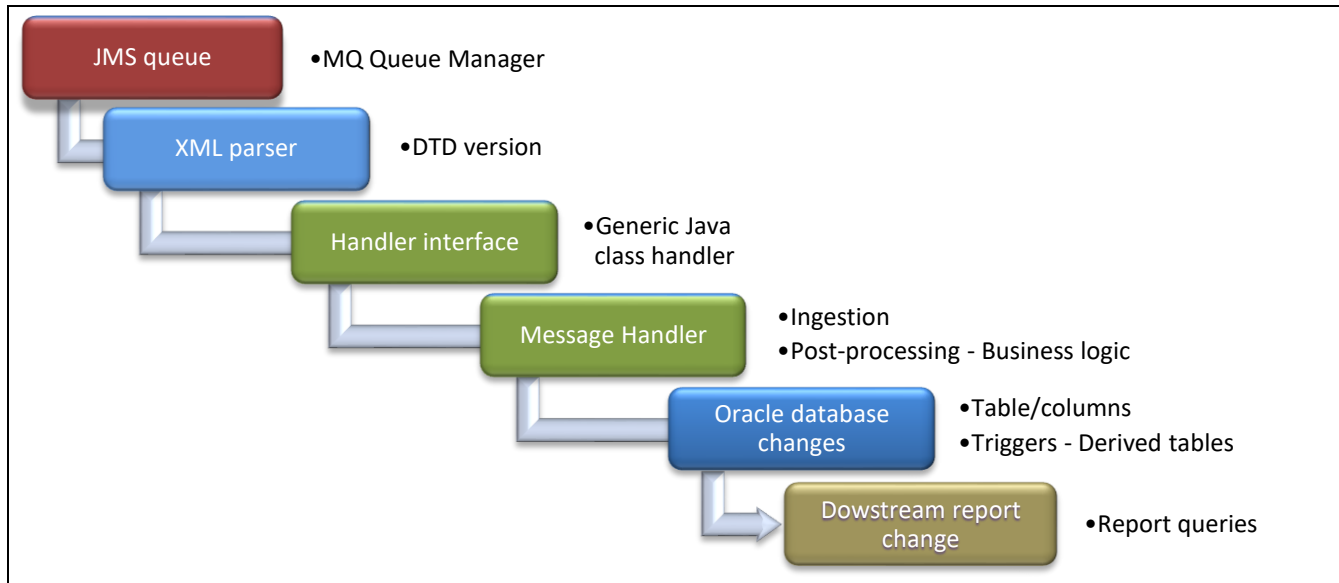 JMS queue
•MQ Queue Manager
XML parser
•DTD version
Handler interface
•Generic Java
class handler
Message Handler
•Ingestion
•Post-processing - Business logic
Oracle database
changes
•Table/columns
•Triggers - Derived tables
Dowstream report
change
•Report queries